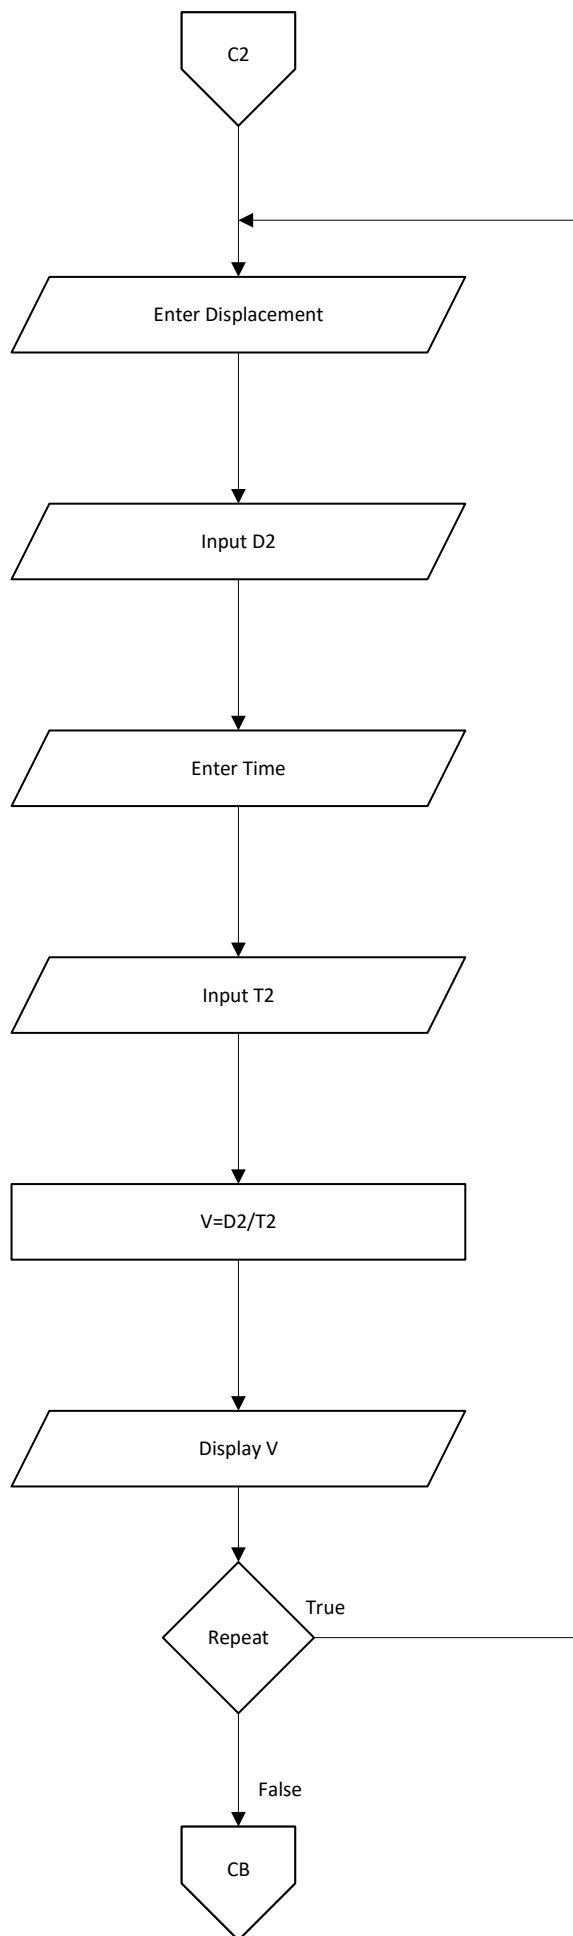 C2
Enter Displacement
Input D2
Enter Time
Input T2
V=D2/T2
Display V
True
Repeat
False
CB